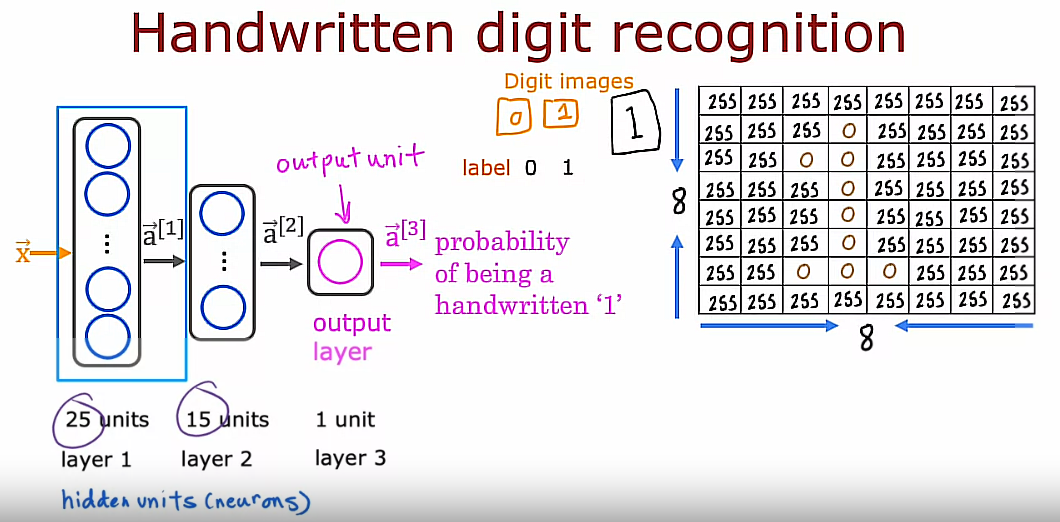 Handwritten digit recognition
Digit images
0 1
1
label 0 1
output unit
x⃗
a⃗[1]
a⃗[2]
a⃗[3]
probability
of being a
handwritten ‘1’
output
layer
25 units 15 units 1 unit
layer 1 layer 2 layer 3
hidden units (neurons)
255 255 255 255 255 255 255 255
255 255 255 0 255 255 255 255
255 255 0 0 255 255 255 255
255 255 255 0 255 255 255 255
255 255 255 0 255 255 255 255
255 255 255 0 255 255 255 255
255 255 0 0 0 255 255 255
255 255 255 255 255 255 255 255
8
8